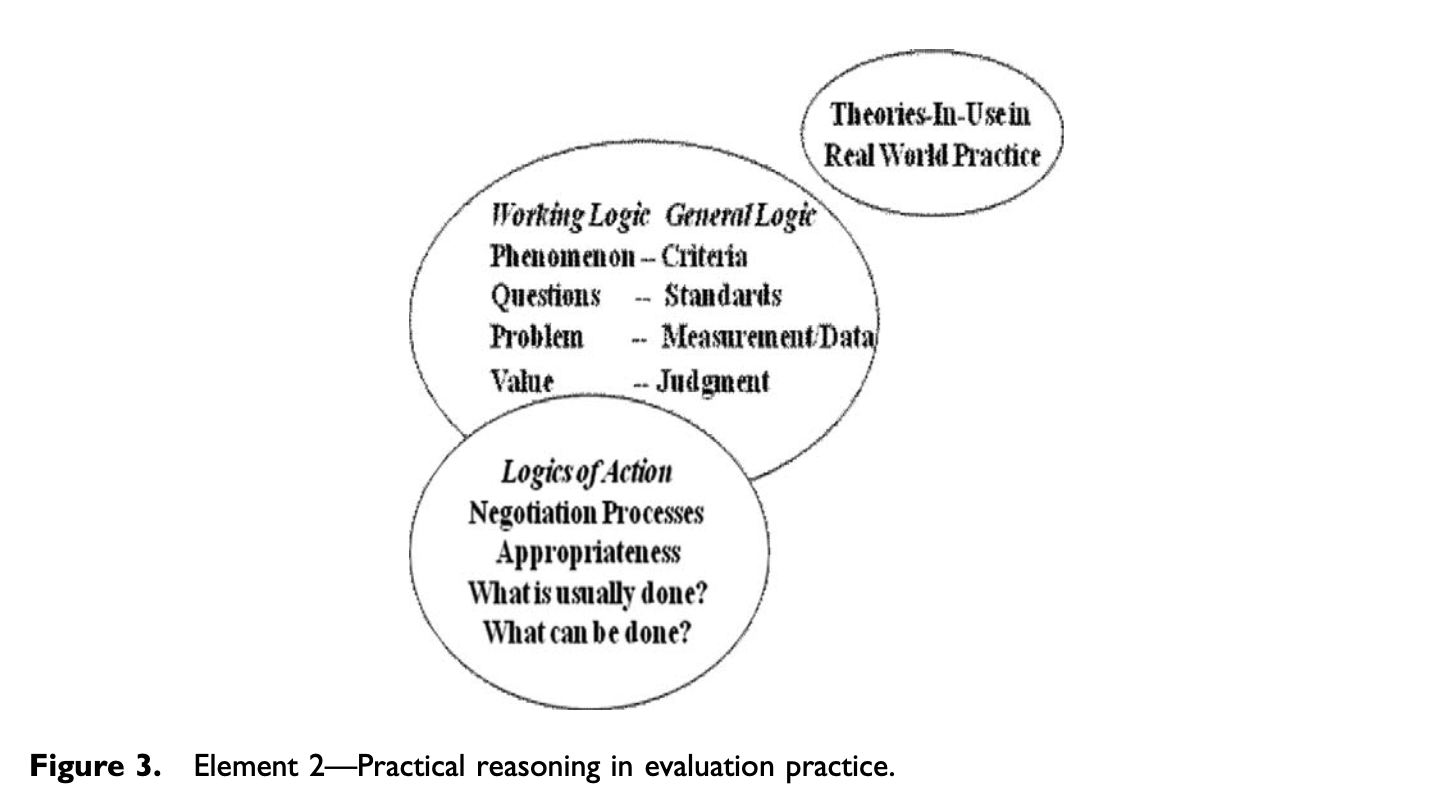 Theories-In-Use in
Real World Practice
Working Logic General Logic
Phenomenon -- Criteria
Questions -- Standards
Problem -- Measurement/Data
Value -- Judgment
Logics of Action
Negotiation Processes
Appropriateness
What is usually done?
What can be done?
Figure 3. Element 2—Practical reasoning in evaluation practice.